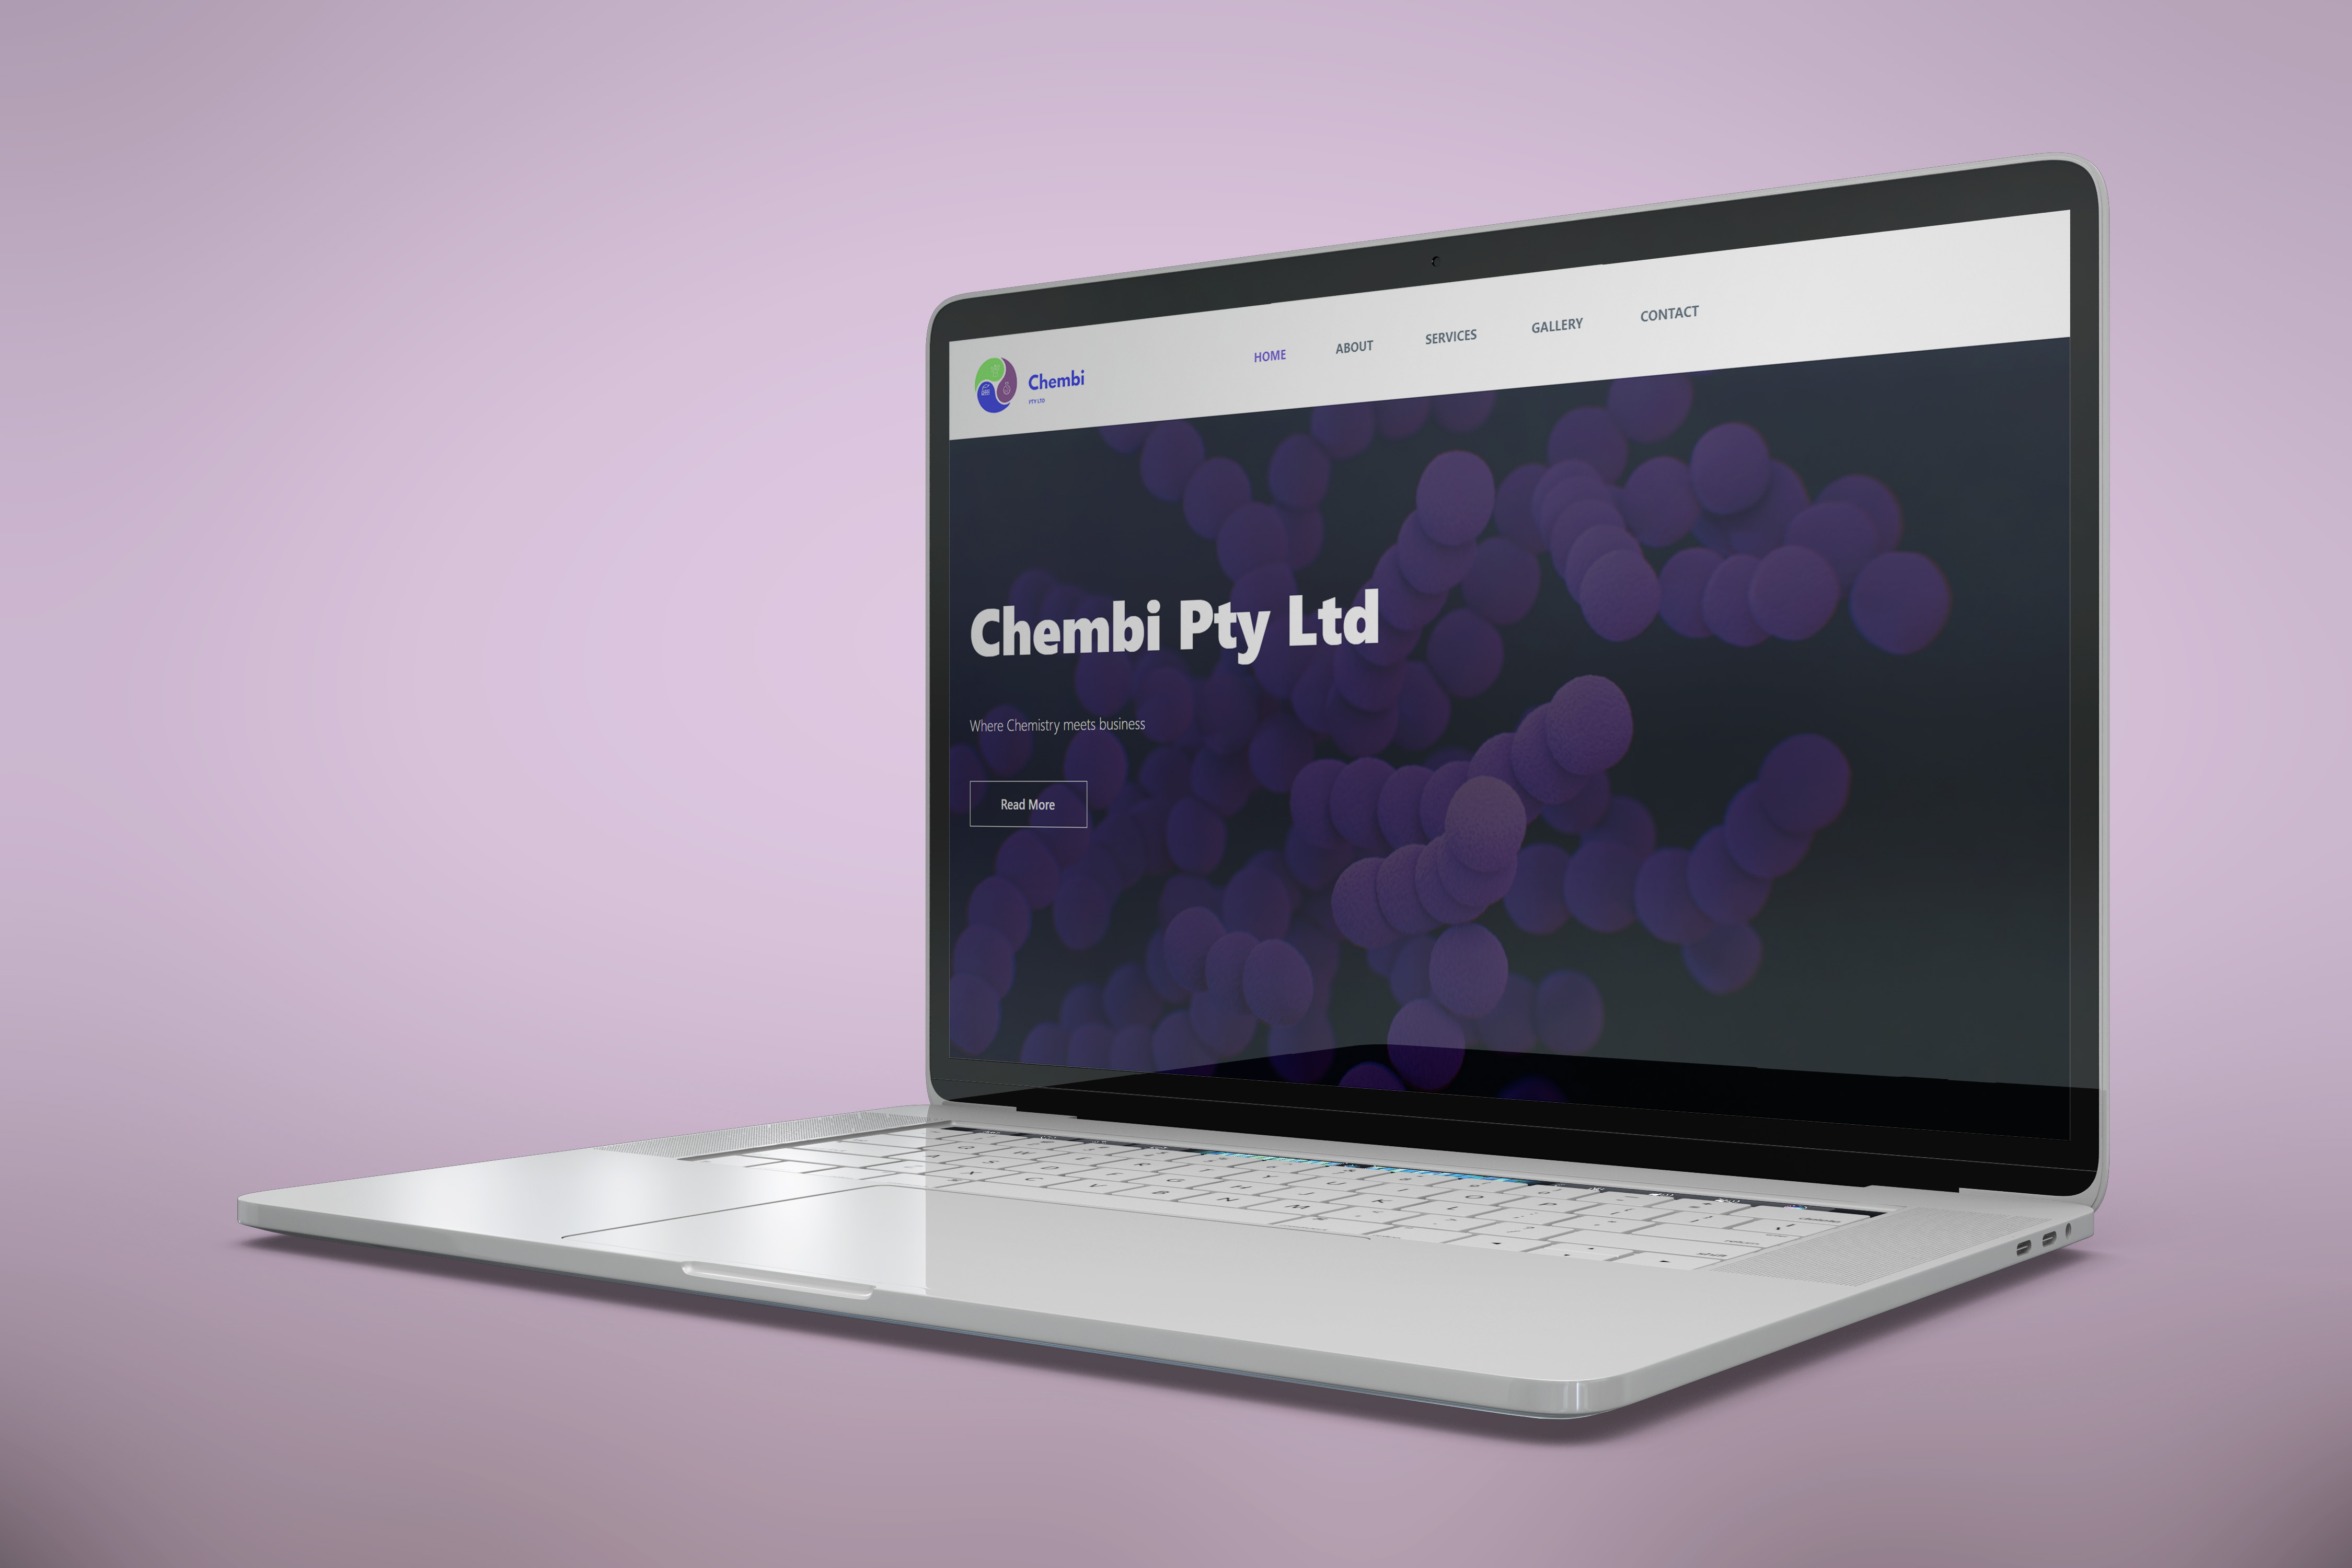 Chembi
PTY LTD
HOME ABOUT SERVICES GALLERY CONTACT
Chembi Pty Ltd
Where Chemistry meets business
Read More